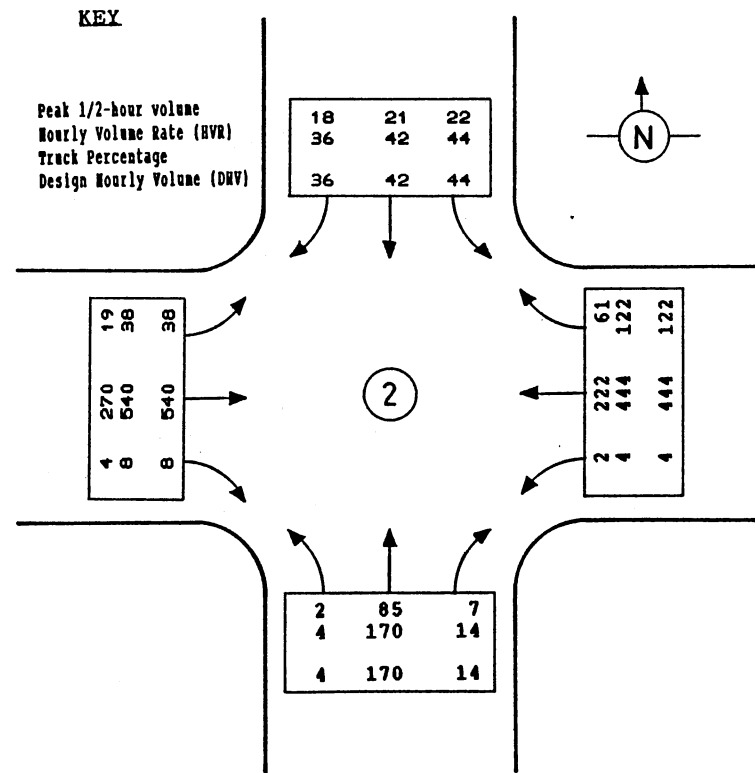 KEY
Peak 1/2-hour volume
Hourly Volume Rate (HVR)
Truck Percentage
Design Hourly Volume (DHV)
N
18 21 22
36 42 44
36 42 44
19 38 38
270 540 540
4 8 8
2
61 122 122
222 444 444
2 4 4
2 85 7
4 170 14
4 170 14